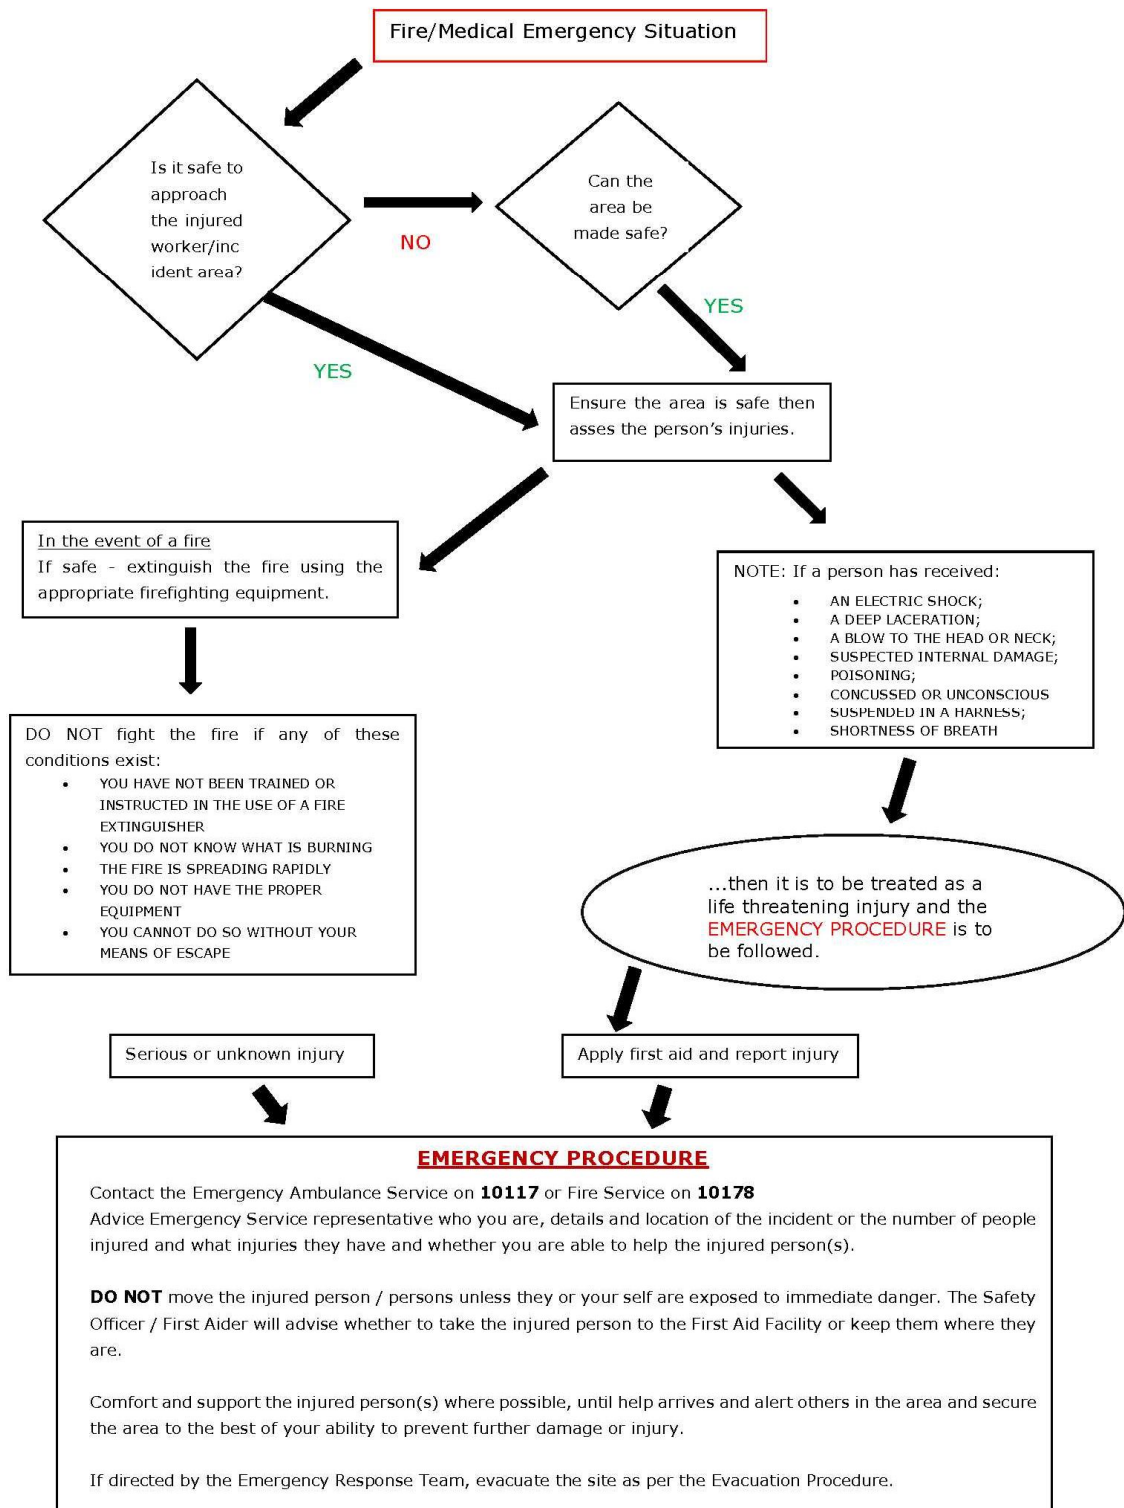 Fire/Medical Emergency Situation
Is it safe to
approach
the injured
worker/inc
ident area?
NO
Can the
area be
made safe?
YES
YES
Ensure the area is safe then
asses the person's injuries.
In the event of a fire
If safe - extinguish the fire using the
appropriate firefighting equipment.
NOTE: If a person has received:
• AN ELECTRIC SHOCK;
• A DEEP LACERATION;
• A BLOW TO THE HEAD OR NECK;
• SUSPECTED INTERNAL DAMAGE;
• POISONING;
• CONCUSSED OR UNCONSCIOUS
• SUSPENDED IN A HARNESS;
• SHORTNESS OF BREATH
DO NOT fight the fire if any of these
conditions exist:
• YOU HAVE NOT BEEN TRAINED OR
INSTRUCTED IN THE USE OF A FIRE
EXTINGUISHER
• YOU DO NOT KNOW WHAT IS BURNING
• THE FIRE IS SPREADING RAPIDLY
• YOU DO NOT HAVE THE PROPER
EQUIPMENT
• YOU CANNOT DO SO WITHOUT YOUR
MEANS OF ESCAPE
...then it is to be treated as a
life threatening injury and the
EMERGENCY PROCEDURE is to
be followed.
Serious or unknown injury
Apply first aid and report injury
EMERGENCY PROCEDURE
Contact the Emergency Ambulance Service on 10117 or Fire Service on 10178
Advice Emergency Service representative who you are, details and location of the incident or the number of people
injured and what injuries they have and whether you are able to help the injured person(s).
DO NOT move the injured person / persons unless they or your self are exposed to immediate danger. The Safety
Officer / First Aider will advise whether to take the injured person to the First Aid Facility or keep them where they
are.
Comfort and support the injured person(s) where possible, until help arrives and alert others in the area and secure
the area to the best of your ability to prevent further damage or injury.
If directed by the Emergency Response Team, evacuate the site as per the Evacuation Procedure.